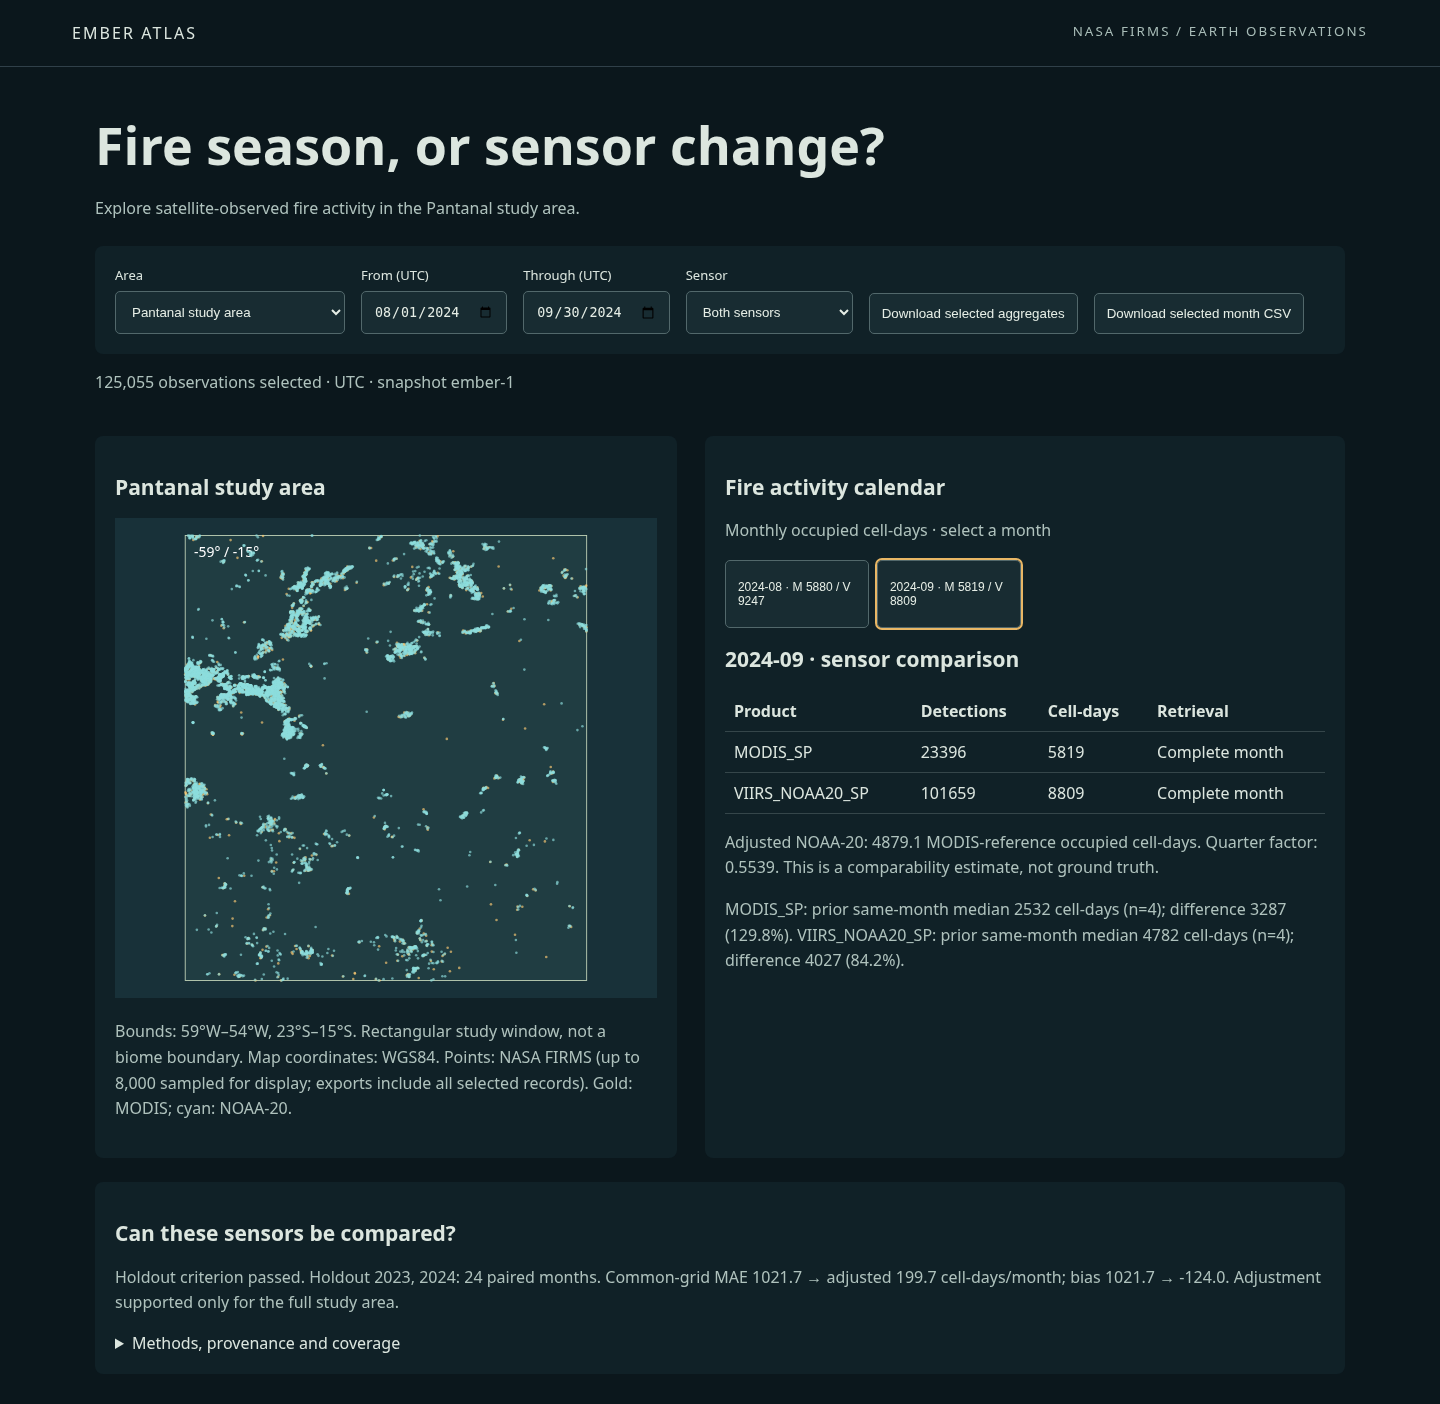 EMBER ATLAS
NASA FIRMS / EARTH OBSERVATIONS
Fire season, or sensor change?
Explore satellite-observed fire activity in the Pantanal study area.
Area
From (UTC)
Through (UTC)
Sensor
Pantanal study area
08/01/2024
09/30/2024
Both sensors
Download selected aggregates
Download selected month CSV
125,055 observations selected · UTC · snapshot ember-1
Pantanal study area
-59° / -15°
Bounds: 59°W–54°W, 23°S–15°S. Rectangular study window, not a
biome boundary. Map coordinates: WGS84. Points: NASA FIRMS (up to
8,000 sampled for display; exports include all selected records). Gold:
MODIS; cyan: NOAA-20.
Fire activity calendar
Monthly occupied cell-days · select a month
2024-08 · M 5880 / V
9247
2024-09 · M 5819 / V
8809
2024-09 · sensor comparison
Product Detections Cell-days Retrieval
MODIS_SP 23396 5819 Complete month
VIIRS_NOAA20_SP 101659 8809 Complete month
Adjusted NOAA-20: 4879.1 MODIS-reference occupied cell-days. Quarter factor:
0.5539. This is a comparability estimate, not ground truth.
MODIS_SP: prior same-month median 2532 cell-days (n=4); difference 3287
(129.8%). VIIRS_NOAA20_SP: prior same-month median 4782 cell-days (n=4);
difference 4027 (84.2%).
Can these sensors be compared?
Holdout criterion passed. Holdout 2023, 2024: 24 paired months. Common-grid MAE 1021.7 → adjusted 199.7 cell-days/month; bias 1021.7 → -124.0. Adjustment
supported only for the full study area.
Methods, provenance and coverage